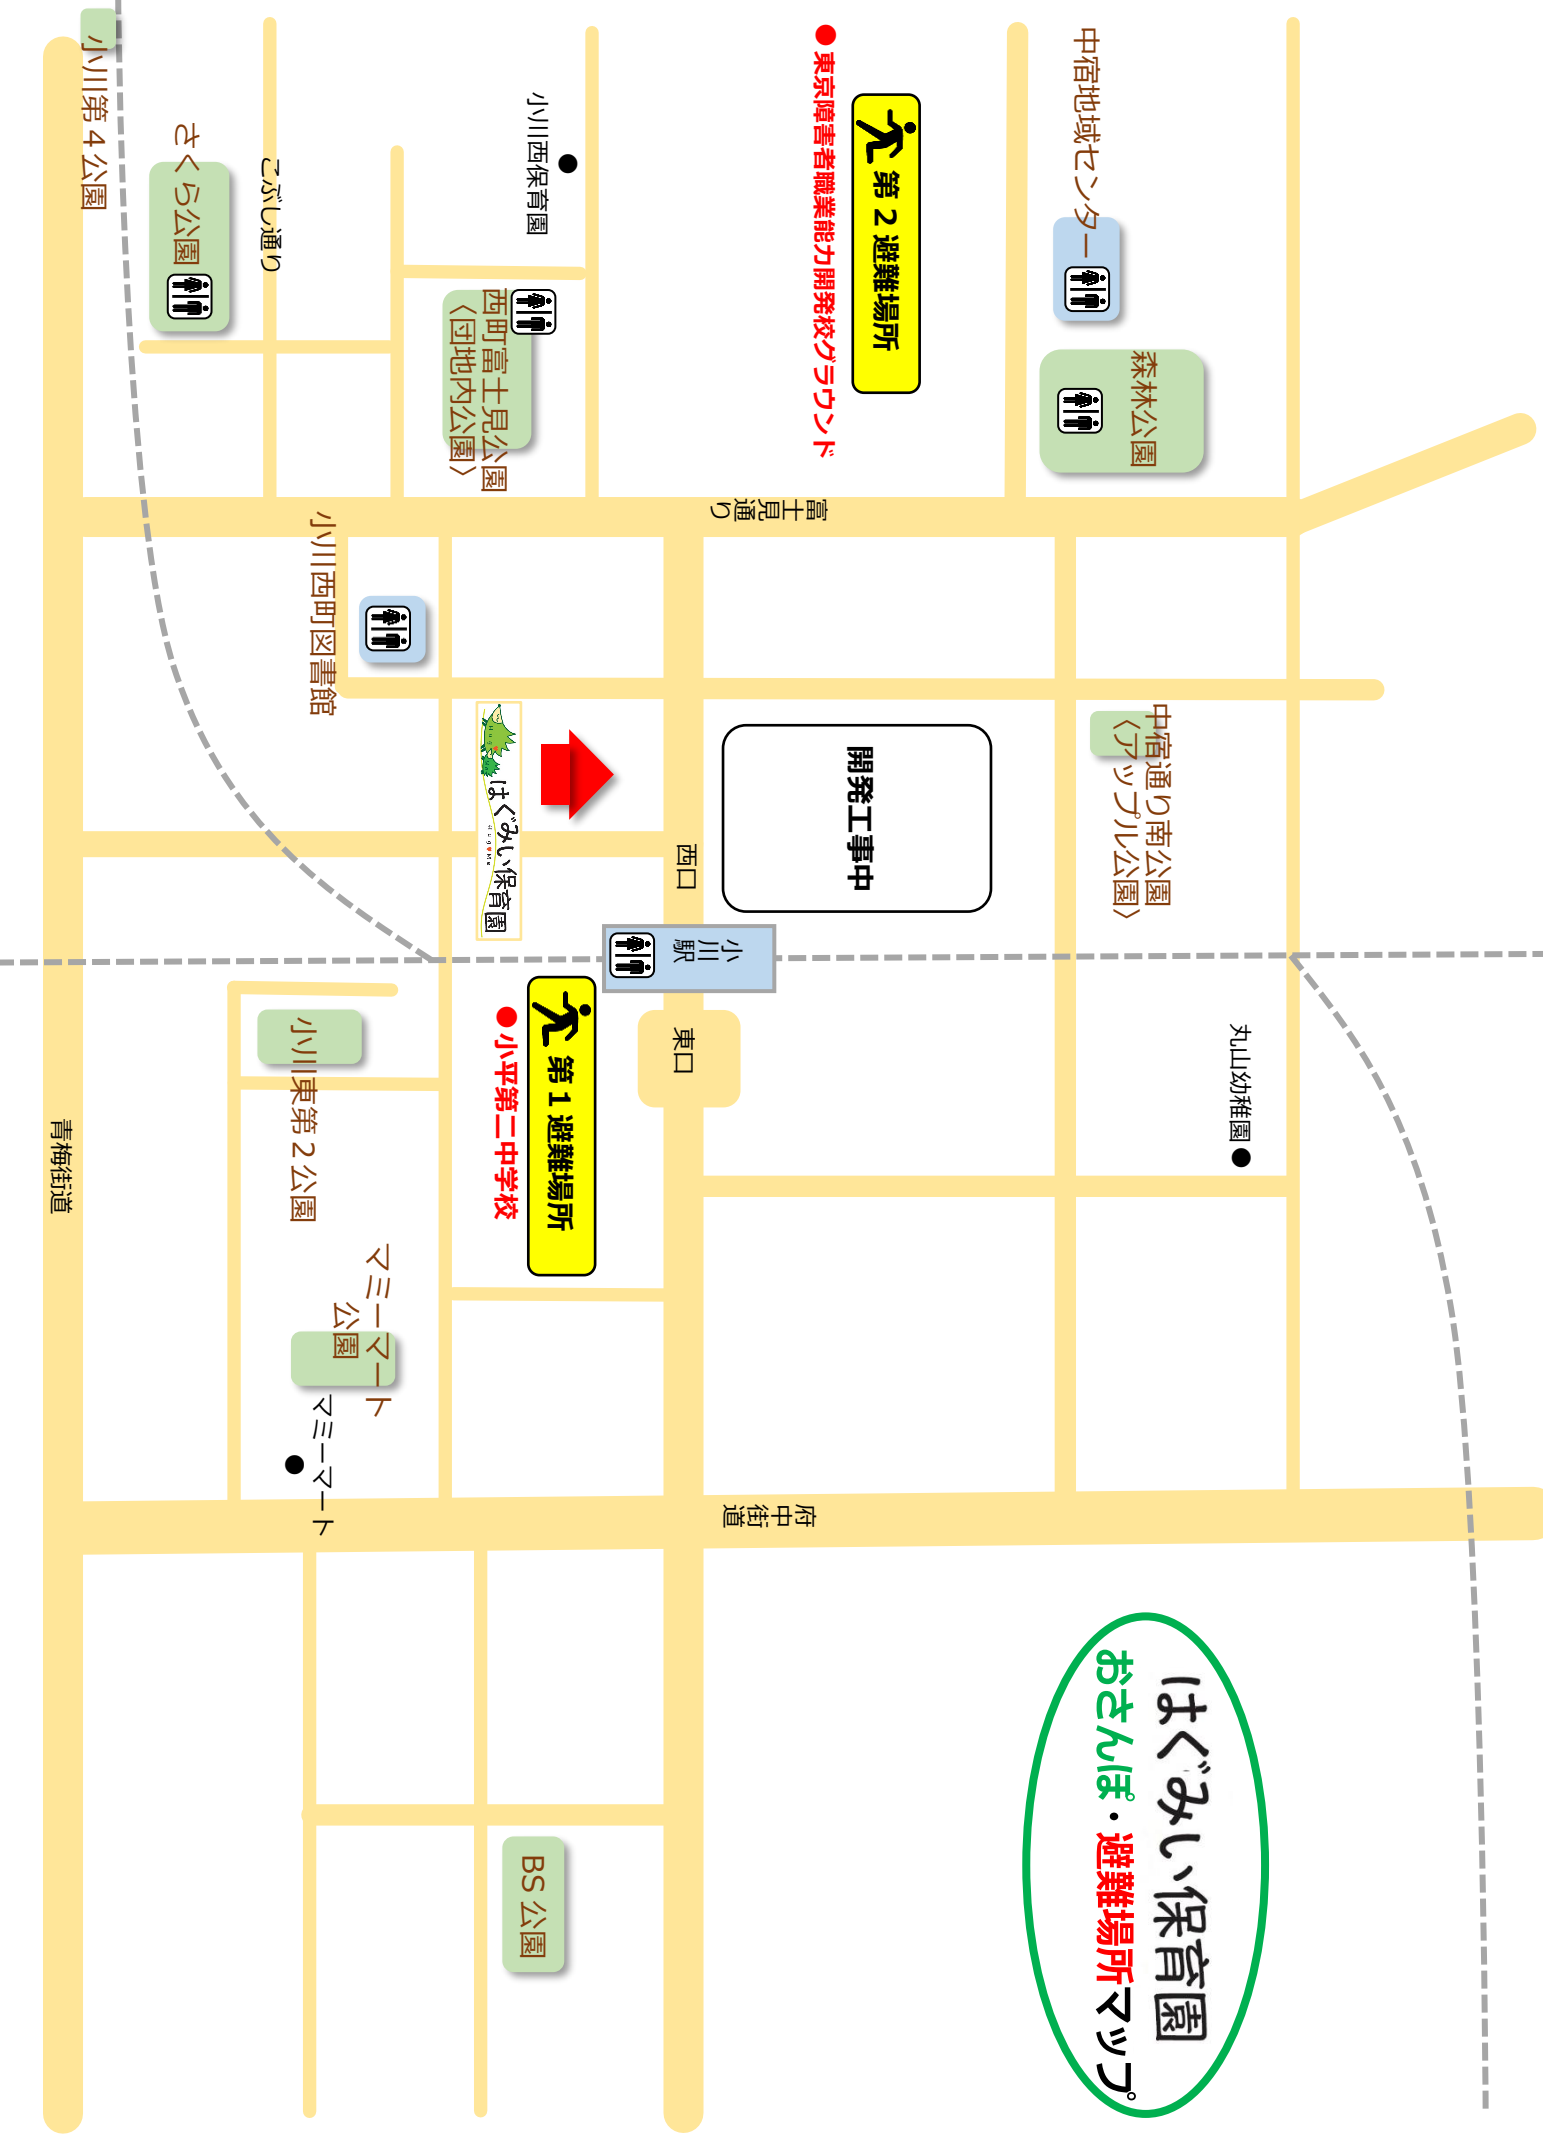 はぐみぃ保育園
おさんぽ・避難場所マップ
中宿地域センター
森林公園
第２避難場所
●東京障害者職業能力開発校グラウンド
小川西保育園
西町富士見公園
〈団地内公園〉
こぶし通り
さくら公園
小川第４公園
富士見通り
小川西町図書館
中宿通り南公園
〈アップル公園〉
開発工事中
西口
はぐみぃ保育園
小川駅
東口
丸山幼稚園
第１避難場所
●小平第二中学校
小川東第２公園
青梅街道
マミーマート
公園
マミーマート
府中街道
BS公園